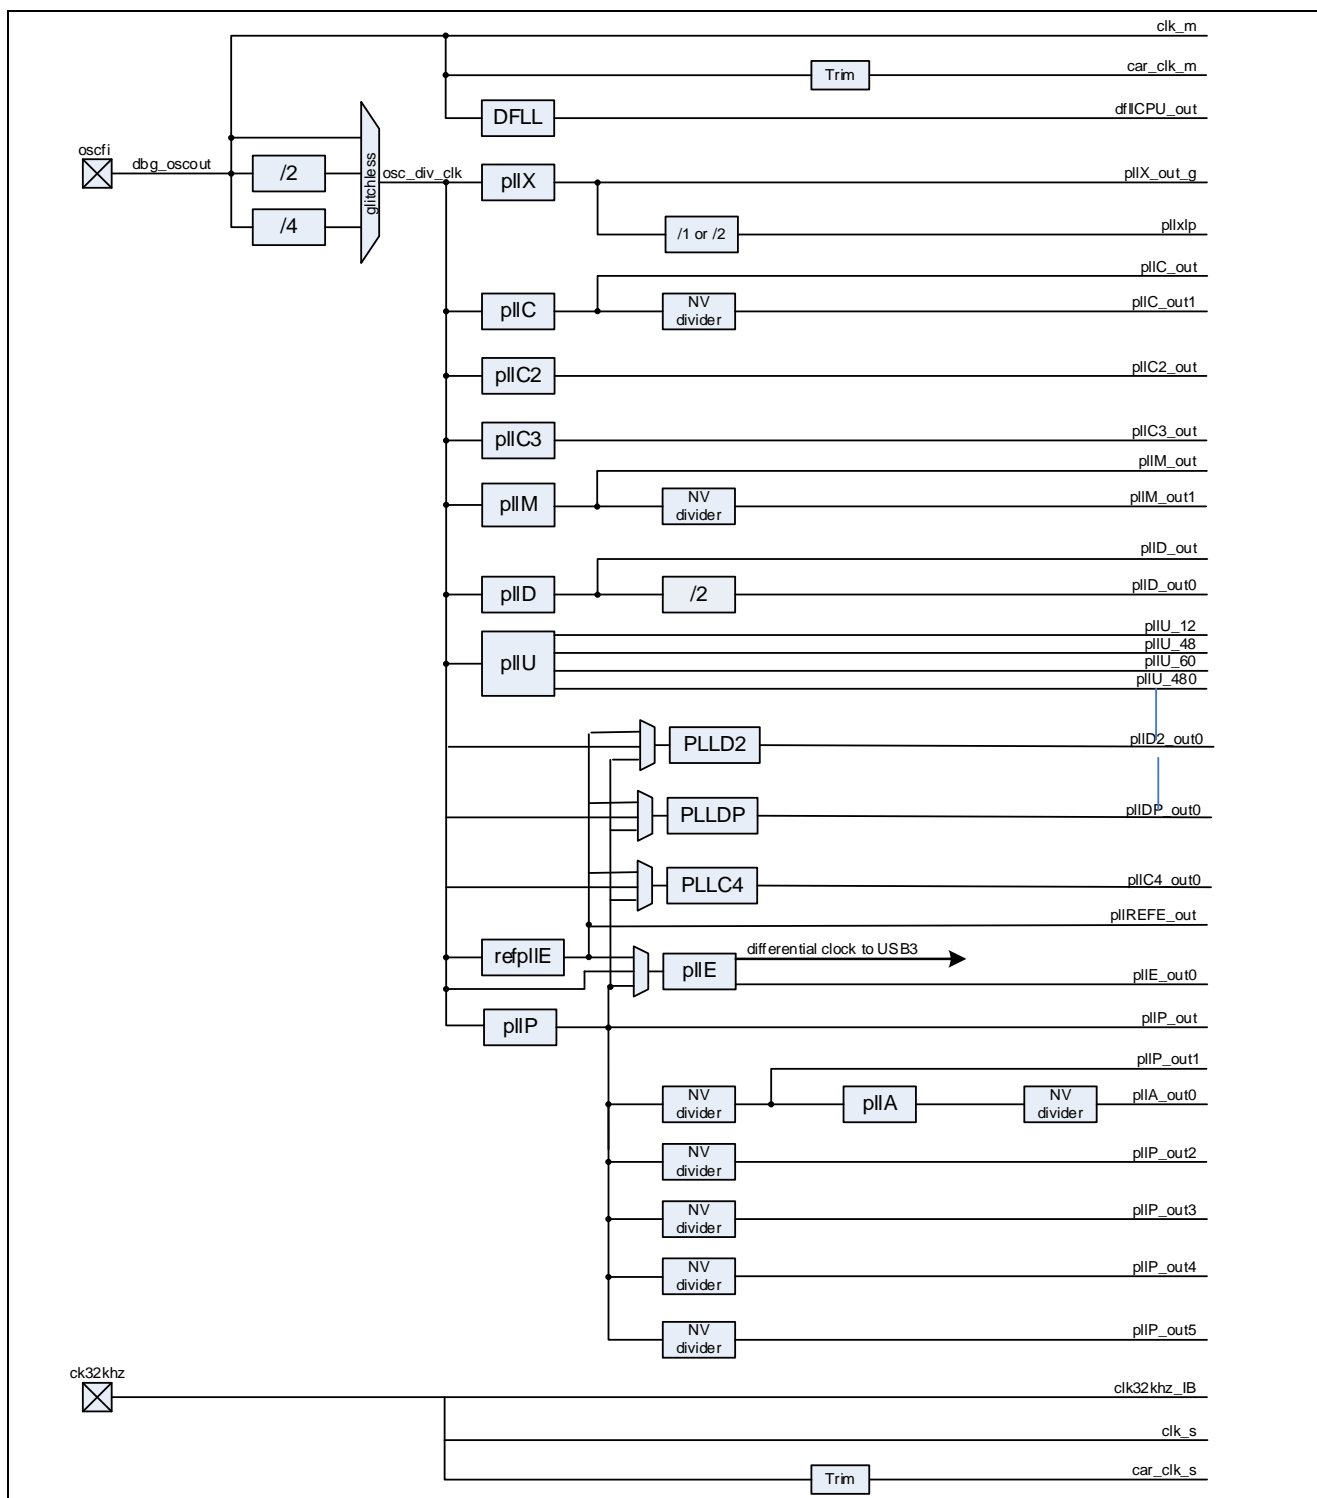 clk_m
Trim
car_clk_m
DFLL
dfllCPU_out
oscfi
dbg_oscout
/2
/4
glitchless
osc_div_clk
pllX
pllX_out_g
/1 or /2
pllxlp
pllC_out
pllC
NV
divider
pllC_out1
pllC2
pllC2_out
pllC3
pllC3_out
pllM_out
pllM
NV
divider
pllM_out1
pllD_out
pllD
/2
pllD_out0
pllU
pllU_12
pllU_48
pllU_60
pllU_480
PLLD2
pllD2_out0
PLLDP
pllDP_out0
PLLC4
pllC4_out0
pllREFE_out
refpllE
pllE
differential clock to USB3
pllE_out0
pllP
pllP_out
pllP_out1
NV
divider
pllA
NV
divider
pllA_out0
NV
divider
pllP_out2
NV
divider
pllP_out3
NV
divider
pllP_out4
NV
divider
pllP_out5
ck32khz
clk32khz_IB
clk_s
Trim
car_clk_s